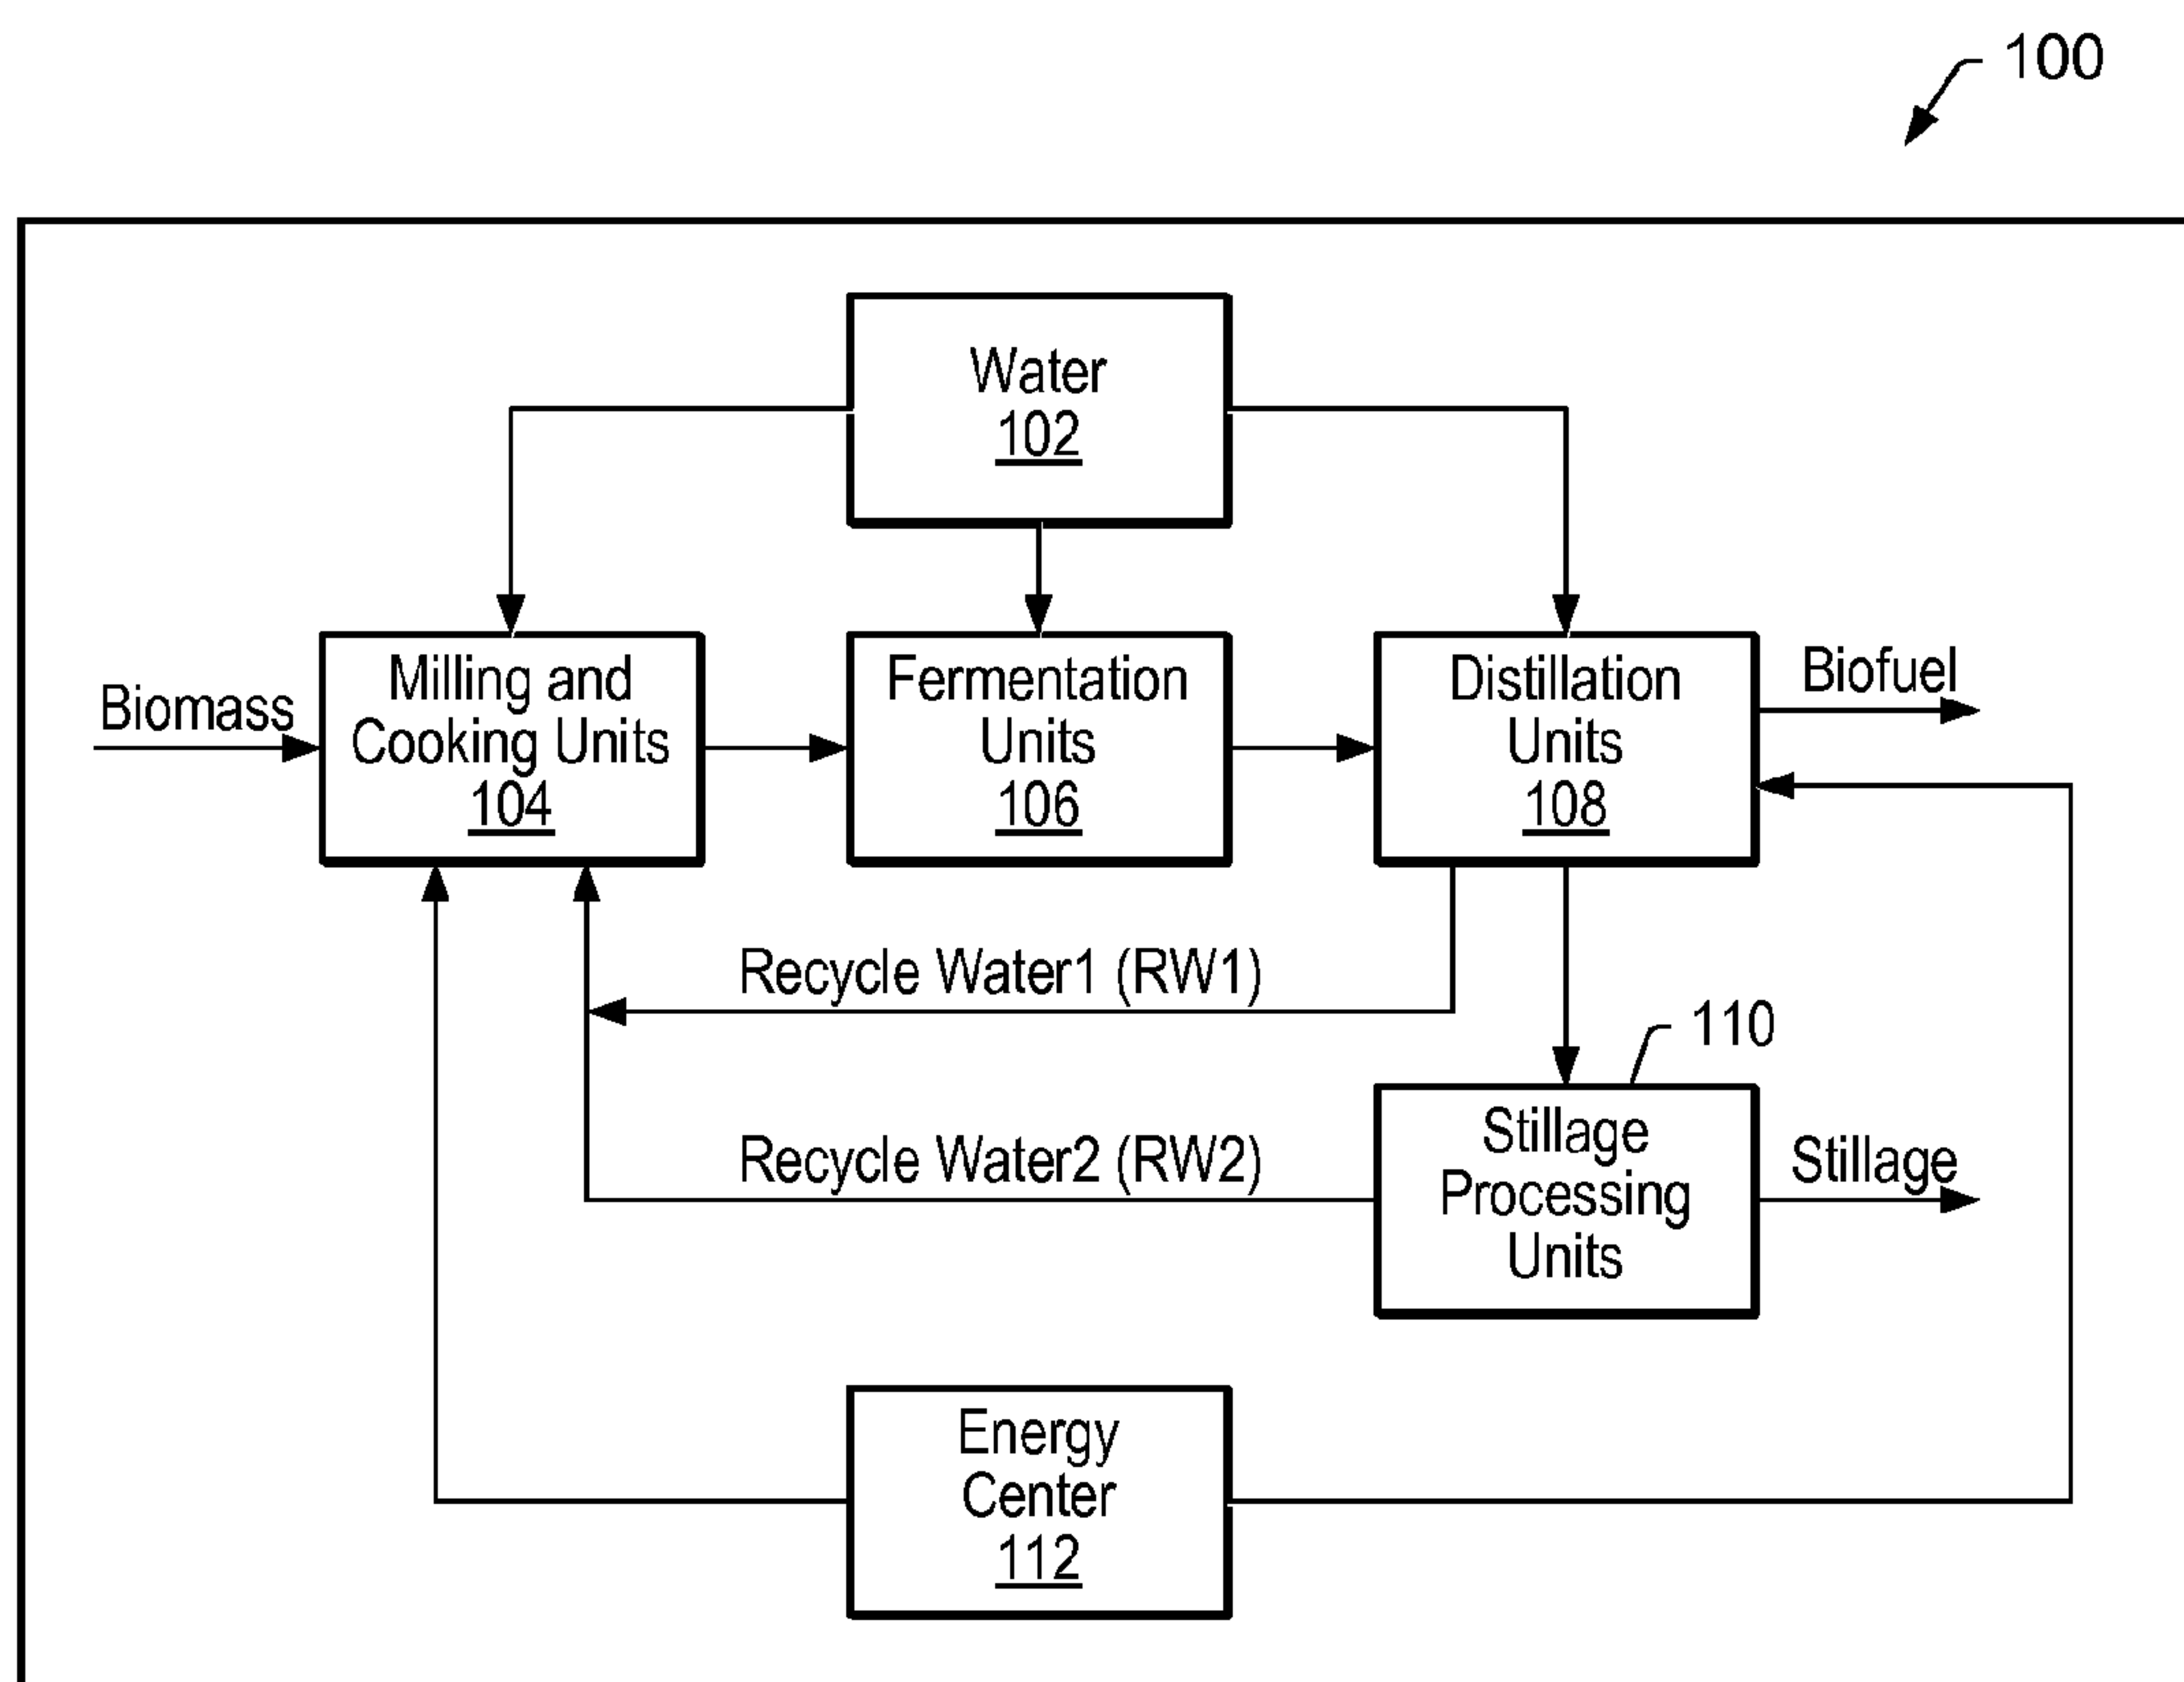 100
Water
102
Biomass
Milling and
Cooking Units
104
Fermentation
Units
106
Distillation
Units
108
Biofuel
Recycle Water1 (RW1)
110
Recycle Water2 (RW2)
Stillage
Processing
Units
Stillage
Energy
Center
112